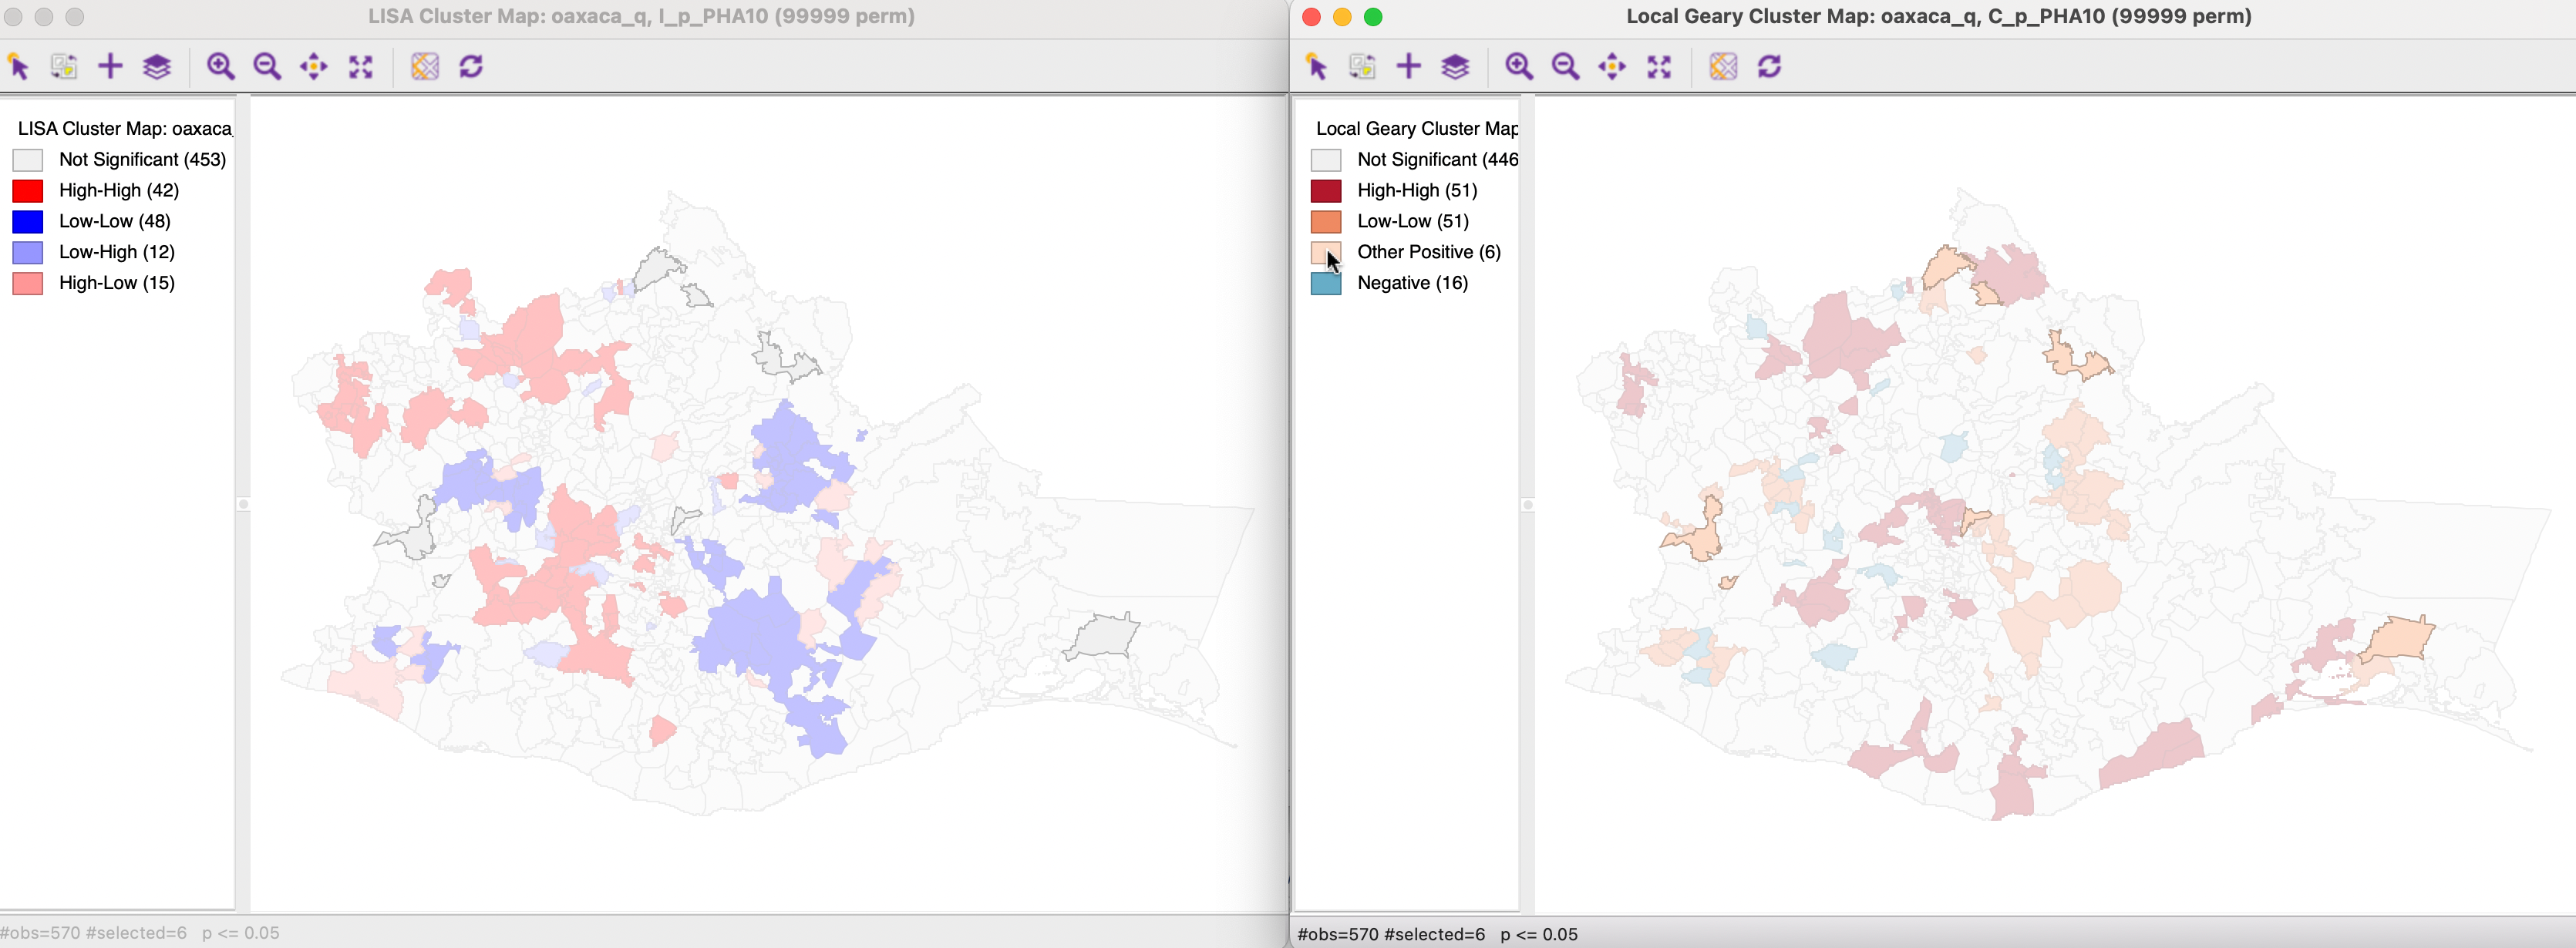 LISA Cluster Map: oaxaca_q, I_p_PHA10 (99999 perm)
LISA Cluster Map: oaxaca_
Not Significant (453)
High-High (42)
Low-Low (48)
Low-High (12)
High-Low (15)
#obs=570 #selected=6 p <= 0.05
Local Geary Cluster Map: oaxaca_q, C_p_PHA10 (99999 perm)
Local Geary Cluster Map
Not Significant (446
High-High (51)
Low-Low (51)
Other Positive (6)
Negative (16)
#obs=570 #selected=6 p <= 0.05